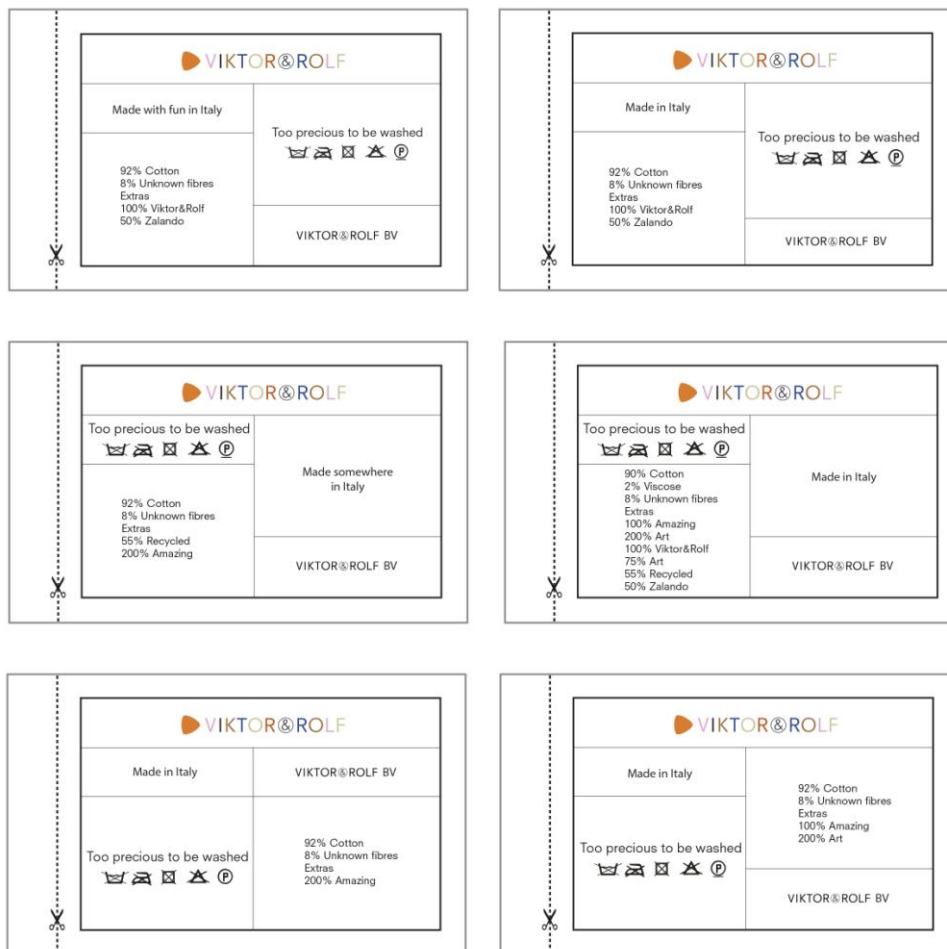 VIKTOR&ROLF
Made with fun in Italy
92% Cotton
8% Unknown fibres
Extras
100% Viktor&Rolf
50% Zalando
Too precious to be washed
P
VIKTOR&ROLF BV
VIKTOR&ROLF
Made in Italy
92% Cotton
8% Unknown fibres
Extras
100% Viktor&Rolf
50% Zalando
Too precious to be washed
P
VIKTOR&ROLF BV
VIKTOR&ROLF
Too precious to be washed
P
92% Cotton
8% Unknown fibres
Extras
55% Recycled
200% Amazing
Made somewhere
in Italy
VIKTOR&ROLF BV
VIKTOR&ROLF
Too precious to be washed
P
90% Cotton
2% Viscose
8% Unknown fibres
Extras
100% Amazing
200% Art
100% Viktor&Rolf
75% Art
55% Recycled
50% Zalando
Made in Italy
VIKTOR&ROLF BV
VIKTOR&ROLF
Made in Italy
Too precious to be washed
P
VIKTOR&ROLF BV
92% Cotton
8% Unknown fibres
Extras
200% Amazing
VIKTOR&ROLF
Made in Italy
Too precious to be washed
P
92% Cotton
8% Unknown fibres
Extras
100% Amazing
200% Art
VIKTOR&ROLF BV